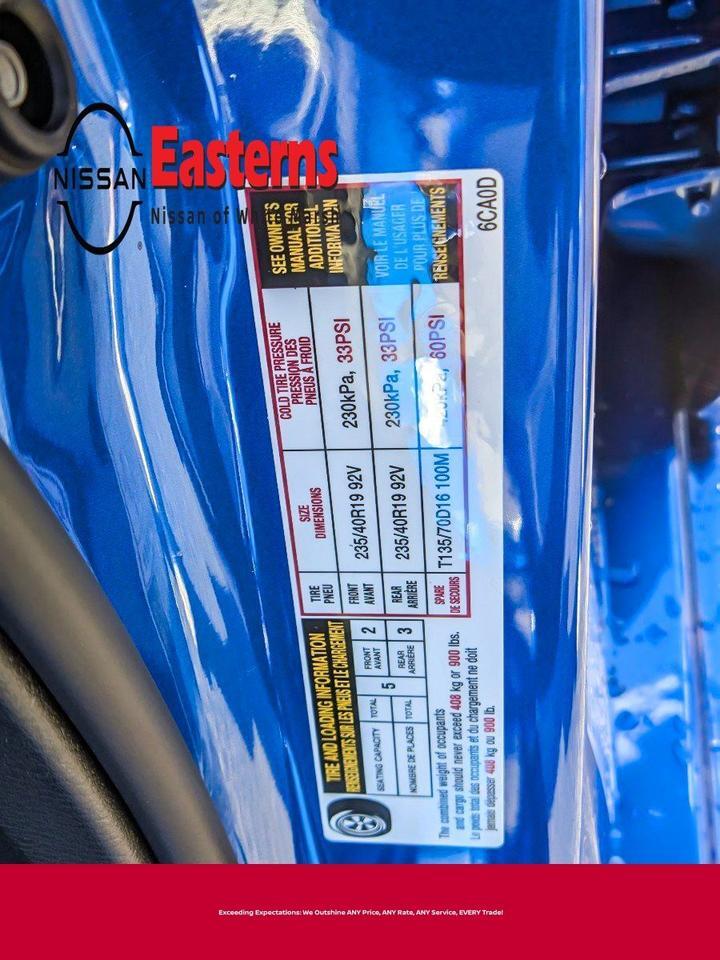 NISSAN
Easterns
Nissan of White Marsh
TIRE AND LOADING INFORMATION
RENSEIGNEMENTS SUR LES PNEUS ET LE CHARGEMENT
SEATING CAPACITY TOTAL 5 FRONT AVANT 2
NOMBRE DE PLACES TOTAL REAR ARRIÈRE 3
The combined weight of occupants
and cargo should never exceed 408 kg or 900 lbs.
Le poids total des occupants et du chargement ne doit
jamais dépasser 408 kg ou 900 lb.
TIRE PNEU
SIZE
DIMENSIONS
COLD TIRE PRESSURE
PRESSION DES
PNEUS À FROID
FRONT AVANT 235/40R19 92V 230kPa, 33PSI
REAR ARRIÈRE 235/40R19 92V 230kPa, 33PSI
SPARE DE SECOURS T135/70D16 100M 420kPa, 60PSI
SEE OWNER'S
MANUAL FOR
ADDITIONAL
INFORMATION
VOIR LE MANUEL
DE L'USAGER
POUR PLUS DE
RENSEIGNEMENTS
6CA0D
Exceeding Expectations: We Outshine ANY Price, ANY Rate, ANY Service, EVERY Trade!